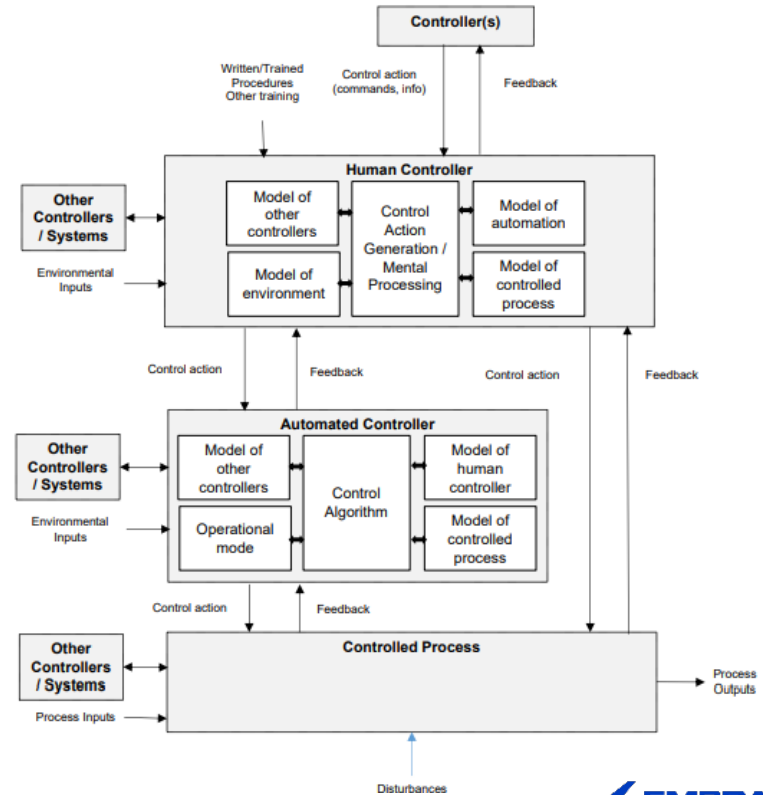 Controller(s)
Written/Trained
Procedures
Other training
Control action
(commands, info)
Feedback
Human Controller
Other
Controllers
/ Systems
Environmental
Inputs
Model of
other
controllers
Model of
environment
Control
Action
Generation /
Mental
Processing
Model of
automation
Model of
controlled
process
Control action
Feedback
Control action
Feedback
Automated Controller
Other
Controllers
/ Systems
Environmental
Inputs
Model of
other
controllers
Operational
mode
Control
Algorithm
Model of
human
controller
Model of
controlled
process
Control action
Feedback
Controlled Process
Other
Controllers
/ Systems
Process Inputs
Process
Outputs
Disturbances